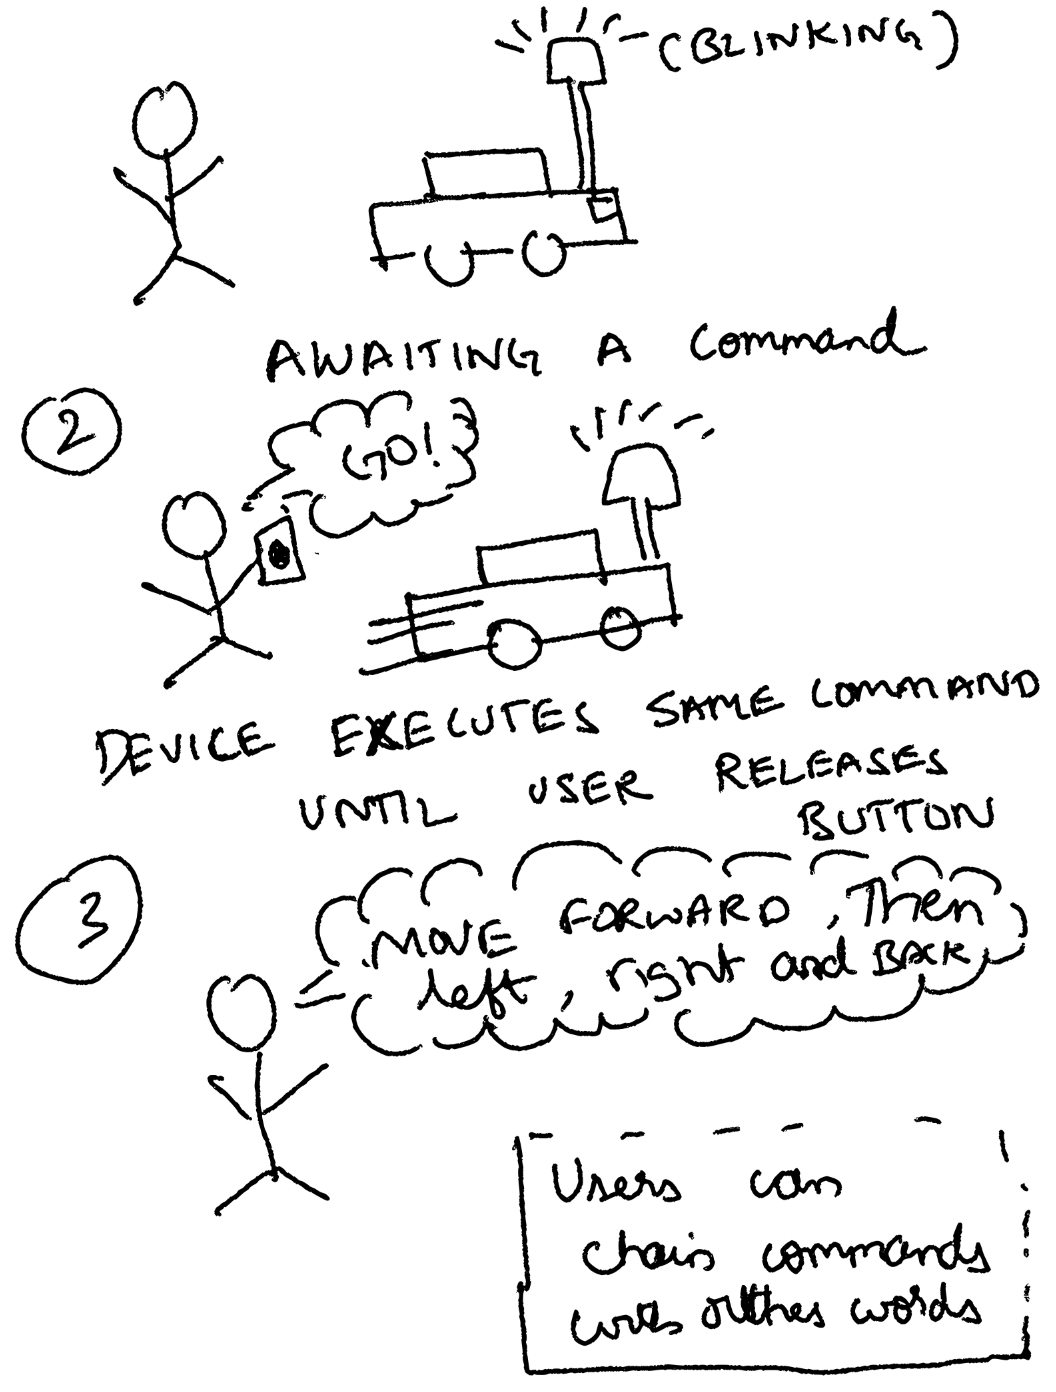 (BLINKING)
AWAITING A Command
2
GO!
DEVICE EXECUTES SAME COMMAND
UNTIL USER RELEASES
BUTTON
3
MOVE FORWARD, Then
left, right and BACK
Users can
chain commands
with words